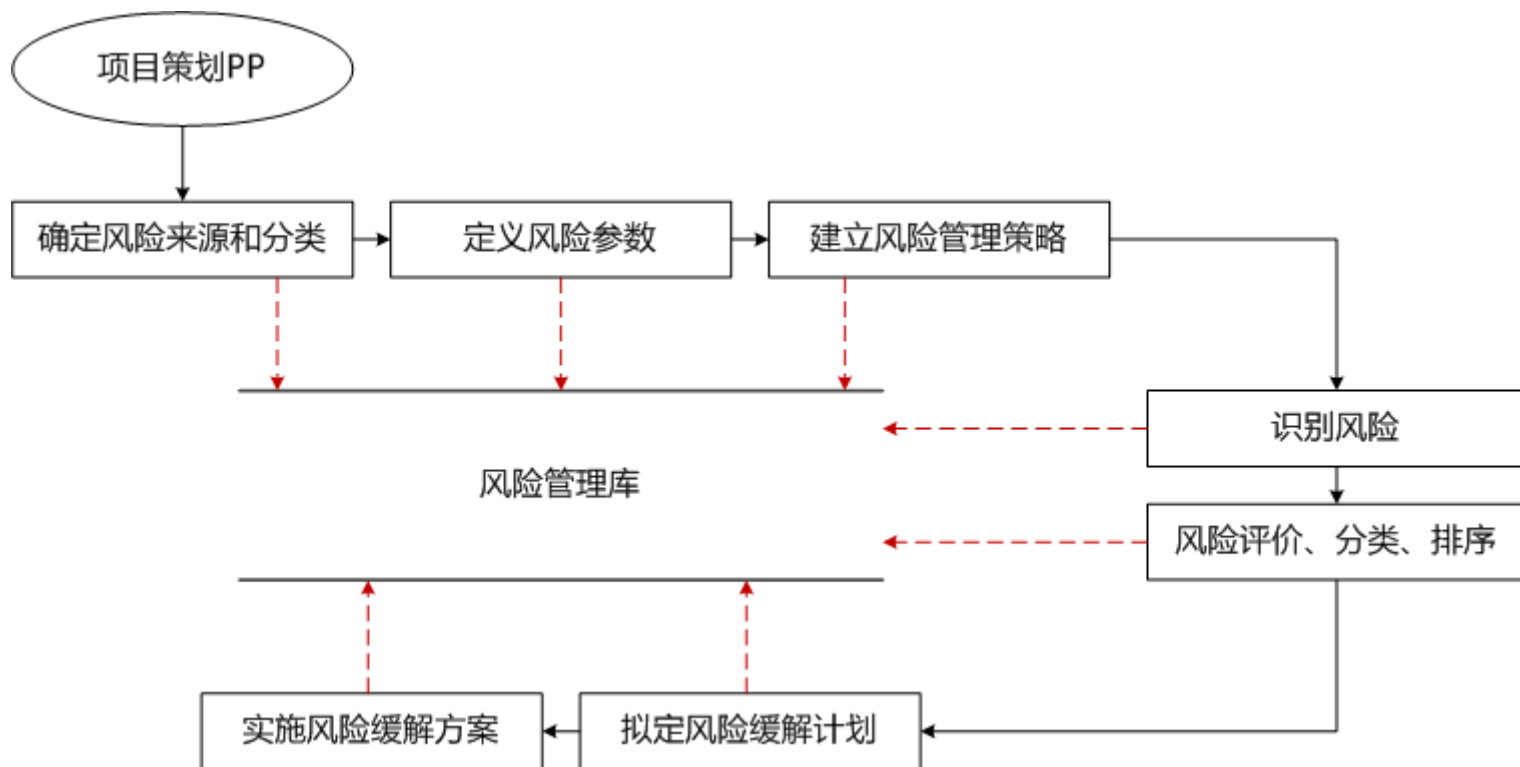 项目策划PP
确定风险来源和分类
定义风险参数
建立风险管理策略
识别风险
风险管理库
风险评价、分类、排序
实施风险缓解方案
拟定风险缓解计划